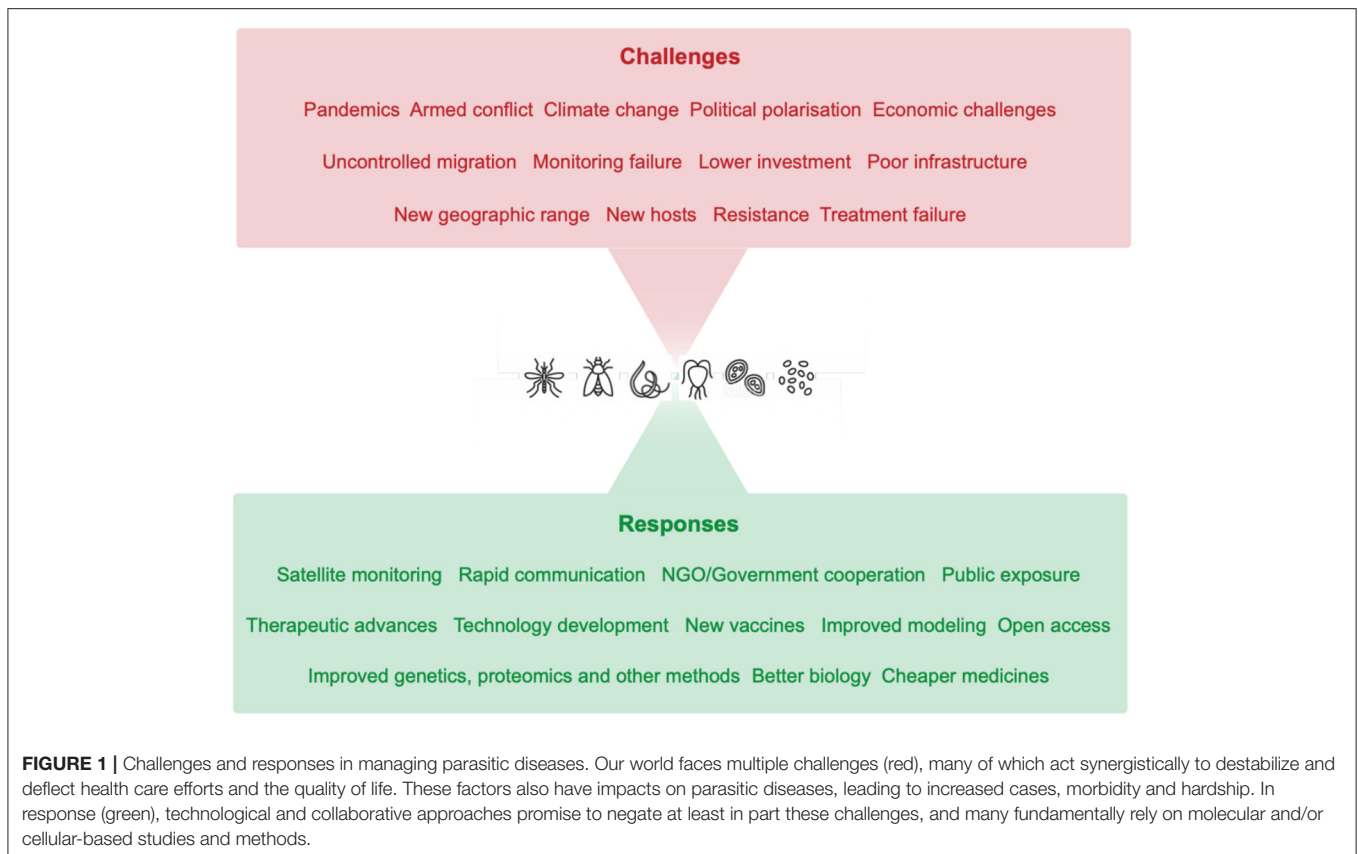 Challenges
Pandemics Armed conflict Climate change Political polarisation Economic challenges
Uncontrolled migration Monitoring failure Lower investment Poor infrastructure
New geographic range New hosts Resistance Treatment failure
Responses
Satellite monitoring Rapid communication NGO/Government cooperation Public exposure
Therapeutic advances Technology development New vaccines Improved modeling Open access
Improved genetics, proteomics and other methods Better biology Cheaper medicines
FIGURE 1 | Challenges and responses in managing parasitic diseases. Our world faces multiple challenges (red), many of which act synergistically to destabilize and
deflect health care efforts and the quality of life. These factors also have impacts on parasitic diseases, leading to increased cases, morbidity and hardship. In
response (green), technological and collaborative approaches promise to negate at least in part these challenges, and many fundamentally rely on molecular and/or
cellular-based studies and methods.